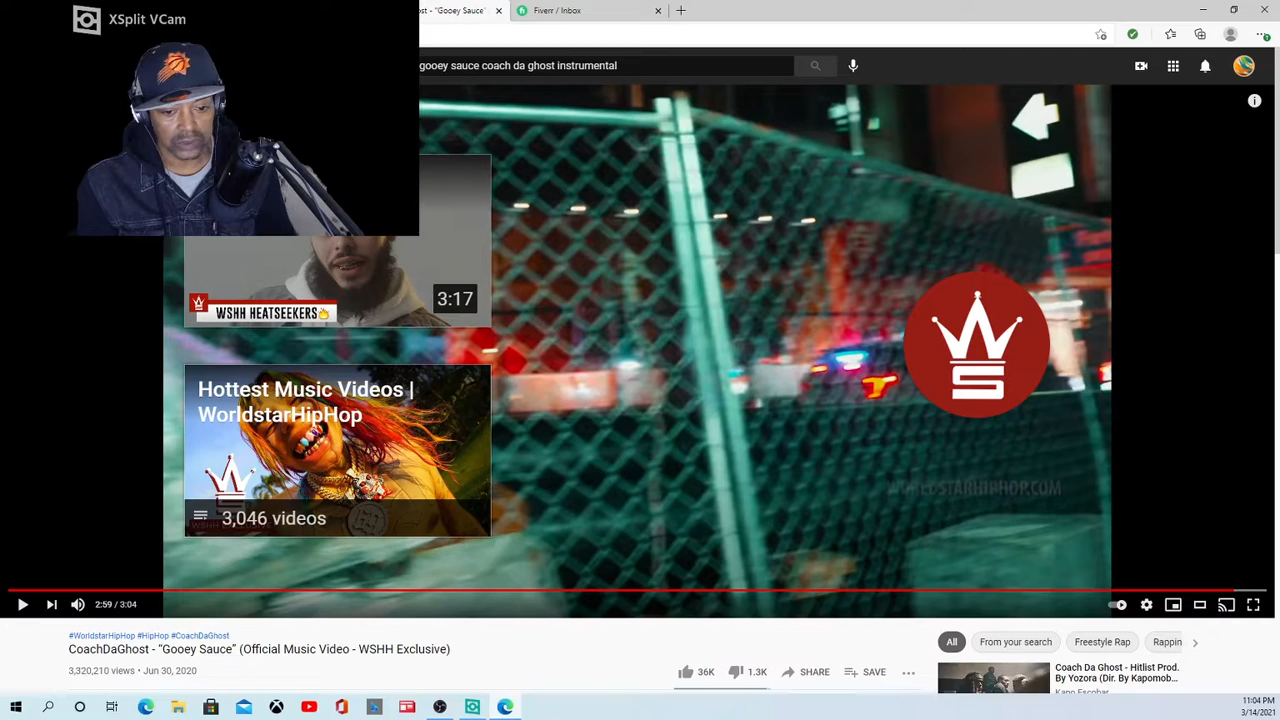 XSplit VCam
st - "Gooey Sauce"
Fiverr / Inbox
gooey sauce coach da ghost instrumental
3:17
WSHH HEATSEEKERS🔥
Hottest Music Videos |
WorldstarHipHop
3,046 videos
WORLDSTARHIPHOP.COM
2:59 / 3:04
#WorldstarHipHop #HipHop #CoachDaGhost
CoachDaGhost - “Gooey Sauce” (Official Music Video - WSHH Exclusive)
3,320,210 views • Jun 30, 2020
36K
1.3K
SHARE
SAVE
All
From your search
Freestyle Rap
Rappin
Coach Da Ghost - Hitlist Prod.
By Yozora (Dir. By Kapomob...
11:04 PM
3/14/2021